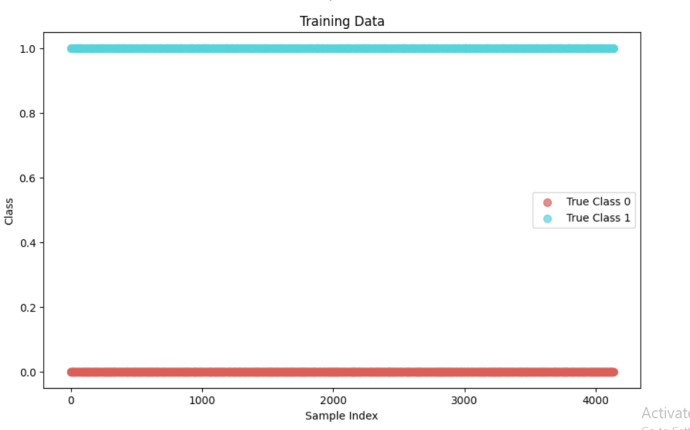 Training Data
1.0
0.8
0.6
0.4
0.2
0.0
Class
True Class 0
True Class 1
0
1000
2000
3000
4000
Sample Index
Activate